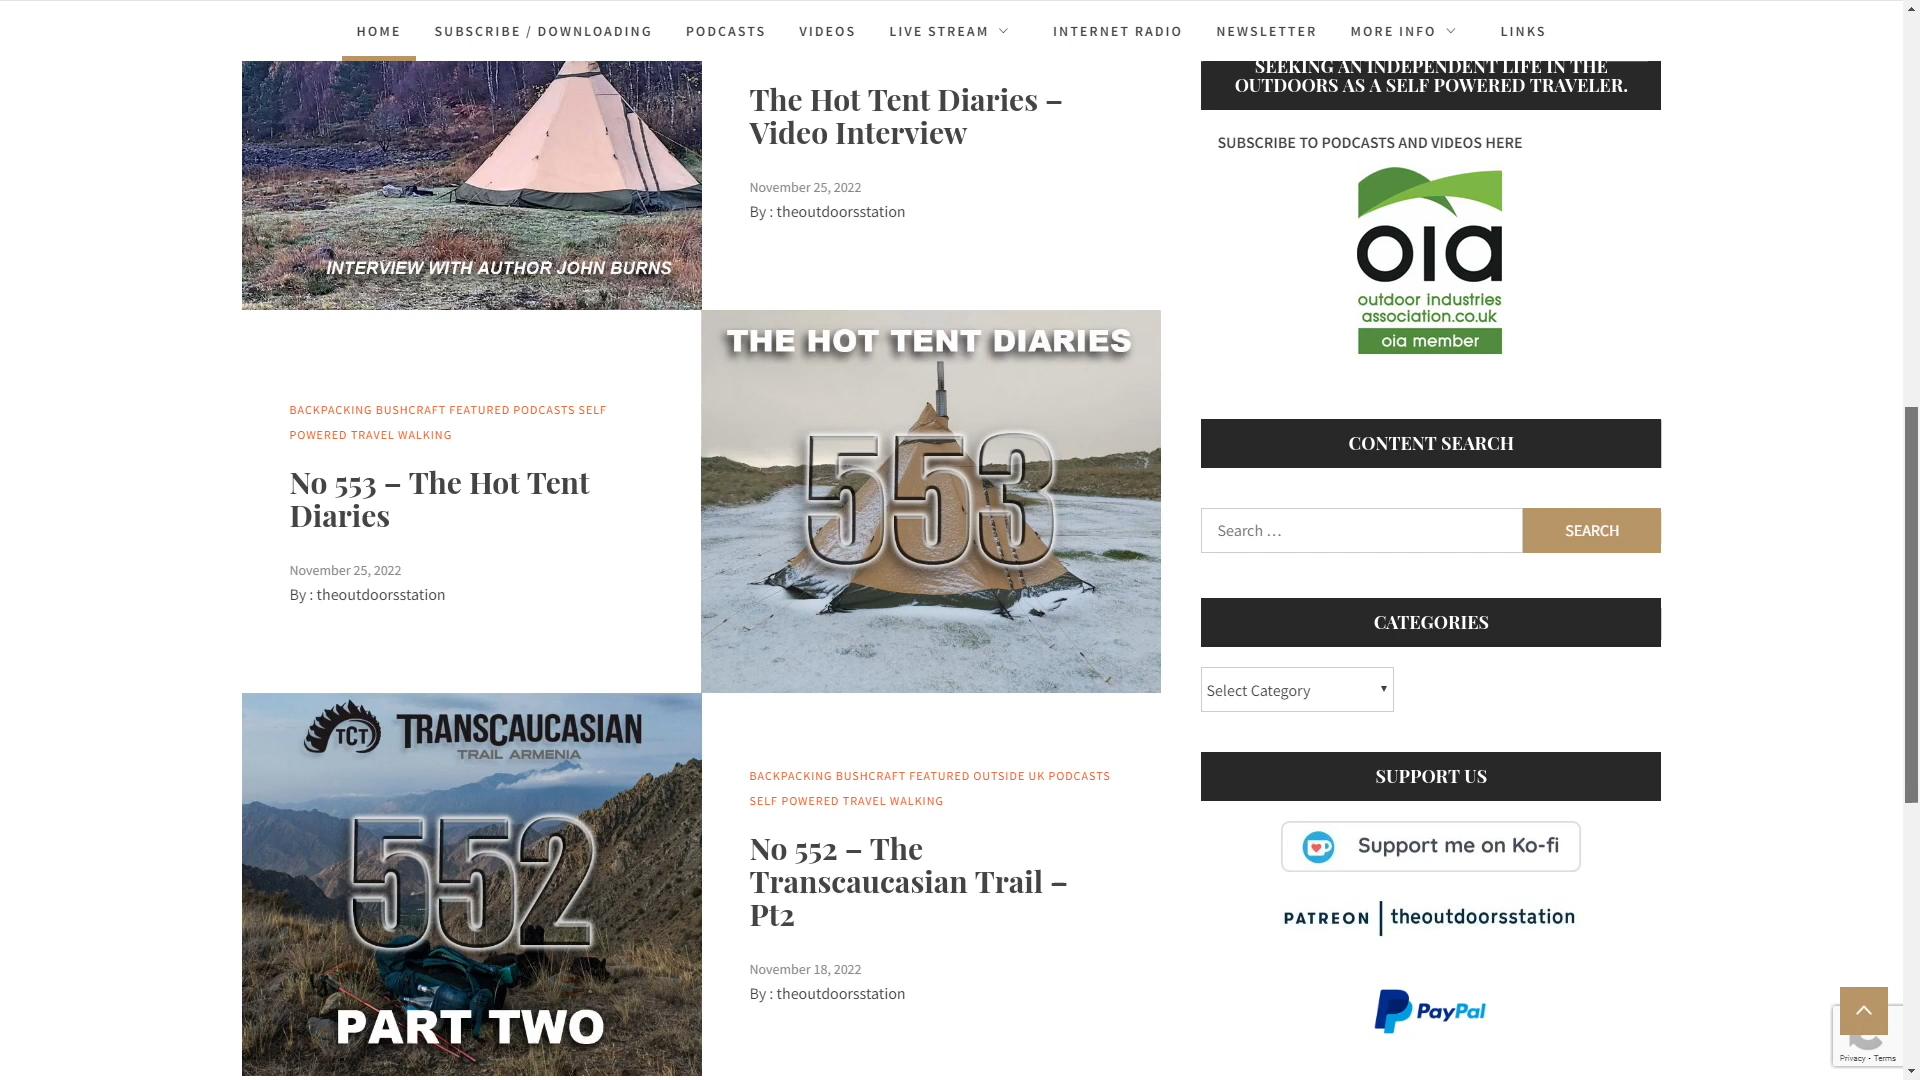 HOME
SUBSCRIBE / DOWNLOADING
PODCASTS
VIDEOS
LIVE STREAM
INTERNET RADIO
NEWSLETTER
MORE INFO
LINKS
INTERVIEW WITH AUTHOR JOHN BURNS
The Hot Tent Diaries –
Video Interview
November 25, 2022
By : theoutdoorsstation
BACKPACKING BUSHCRAFT FEATURED PODCASTS SELF
POWERED TRAVEL WALKING
No 553 – The Hot Tent
Diaries
November 25, 2022
By : theoutdoorsstation
THE HOT TENT DIARIES
553
TCT
TRANSCAUCASIAN
TRAIL ARMENIA
552
PART TWO
BACKPACKING BUSHCRAFT FEATURED OUTSIDE UK PODCASTS
SELF POWERED TRAVEL WALKING
No 552 – The
Transcaucasian Trail –
Pt2
November 18, 2022
By : theoutdoorsstation
SEEKING AN INDEPENDENT LIFE IN THE
OUTDOORS AS A SELF POWERED TRAVELER.
SUBSCRIBE TO PODCASTS AND VIDEOS HERE
oia
outdoor industries
association.co.uk
oia member
CONTENT SEARCH
Search …
SEARCH
CATEGORIES
Select Category
SUPPORT US
Support me on Ko-fi
PATREON | theoutdoorsstation
PayPal
Privacy - Terms